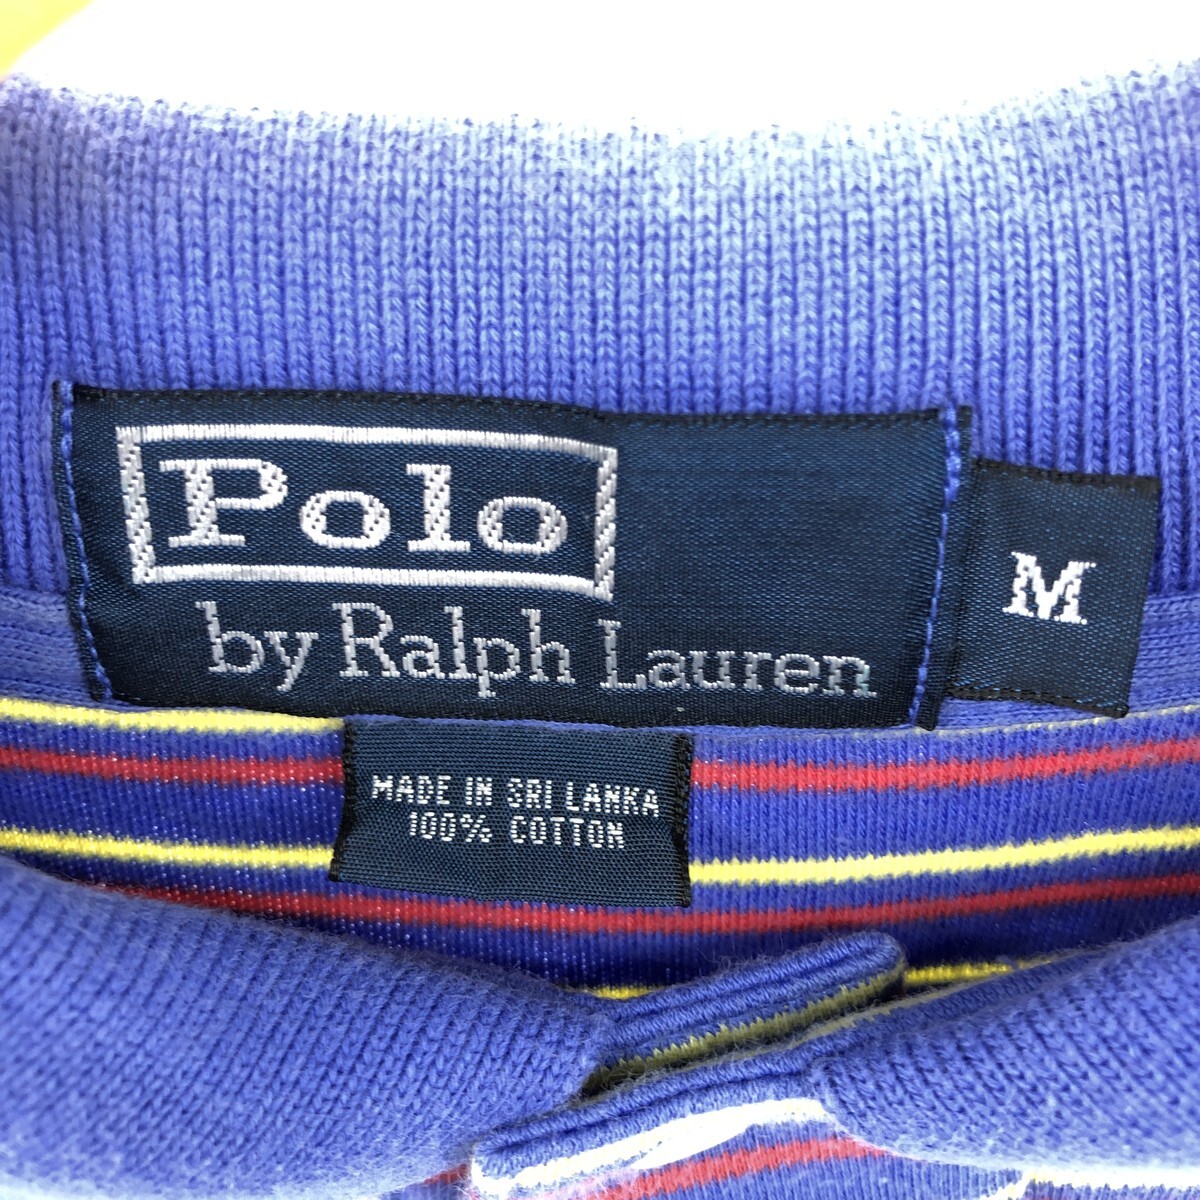 Polo
by Ralph Lauren
M
MADE IN SRI LANKA
100% COTTON